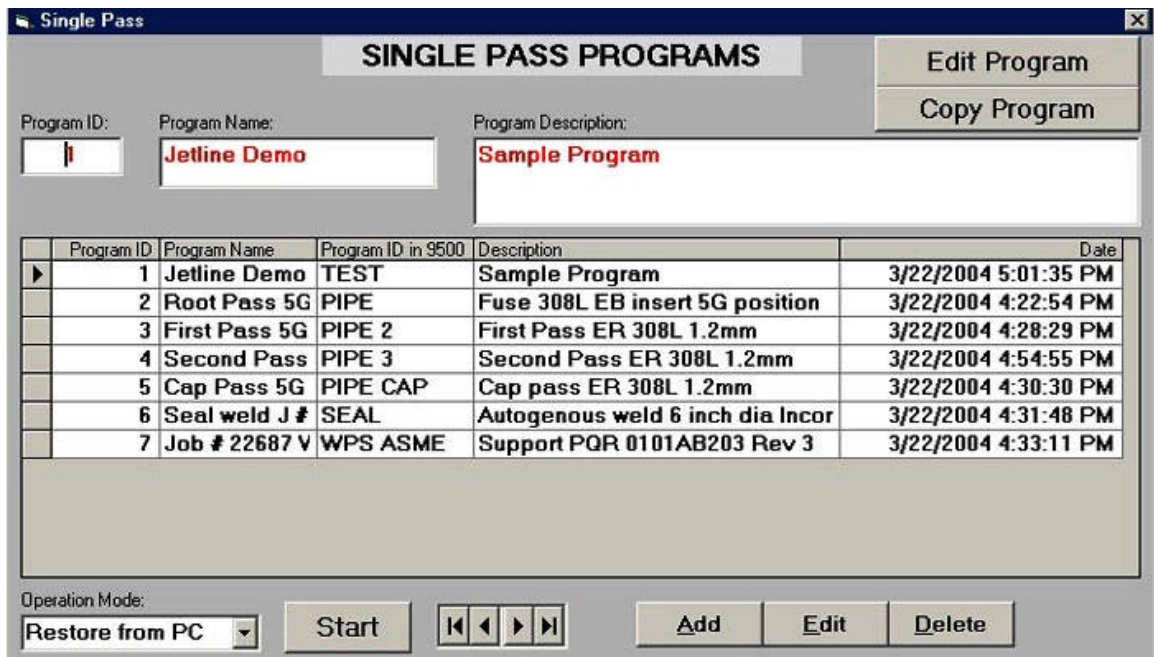 Single Pass
SINGLE PASS PROGRAMS
Edit Program
Copy Program
Program ID: Program Name: Program Description:
1 Jetline Demo Sample Program
Program ID Program Name Program ID in 9500 Description Date
1 Jetline Demo TEST Sample Program 3/22/2004 5:01:35 PM
2 Root Pass 5G PIPE Fuse 308L EB insert 5G position 3/22/2004 4:22:54 PM
3 First Pass 5G PIPE 2 First Pass ER 308L 1.2mm 3/22/2004 4:28:29 PM
4 Second Pass PIPE 3 Second Pass ER 308L 1.2mm 3/22/2004 4:54:55 PM
5 Cap Pass 5G PIPE CAP Cap pass ER 308L 1.2mm 3/22/2004 4:30:30 PM
6 Seal weld J # SEAL Autogenous weld 6 inch dia Incor 3/22/2004 4:31:48 PM
7 Job # 22687 V WPS ASME Support PQR 0101AB203 Rev 3 3/22/2004 4:33:11 PM
Operation Mode:
Restore from PC Start Add Edit Delete